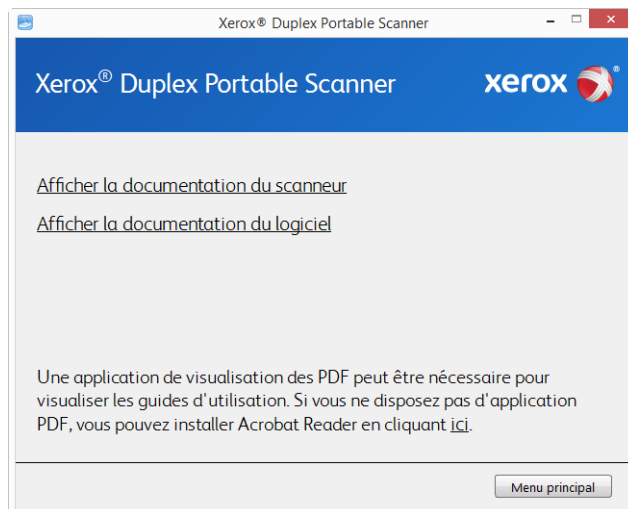 Xerox® Duplex Portable Scanner
Xerox® Duplex Portable Scanner
xerox ®
Afficher la documentation du scanneur
Afficher la documentation du logiciel
Une application de visualisation des PDF peut être nécessaire pour
visualiser les guides d'utilisation. Si vous ne disposez pas d'application
PDF, vous pouvez installer Acrobat Reader en cliquant ici.
Menu principal